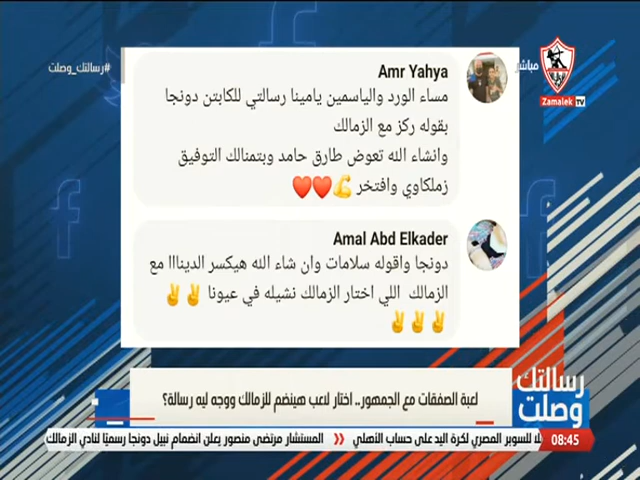 #رسالتك_وصلت
مباشر
Zamalek TV
Amr Yahya
مساء الورد والياسمين يامينا رسالتي للكابتن دونجا
بقوله ركز مع الزمالك
وانشاء الله تعوض طارق حامد وبتمنالك التوفيق
زملكاوي وافتخر 💪❤️❤️
Amal Abd Elkader
دونجا واقوله سلامات وان شاء الله هيكسر الدينااا مع
الزمالك اللي اختار الزمالك نشيله في عيونا ✌️✌️
✌️✌️✌️
لعبة الصفقات مع الجمهور.. اختار لاعب هينضم للزمالك ووجه ليه رسالة؟
رسالتك
وصلت
08:45
لا للسوبر المصري لكرة اليد على حساب الأهلي
المستشار مرتضى منصور يعلن انضمام نبيل دونجا رسميًا لنادي الزمالك